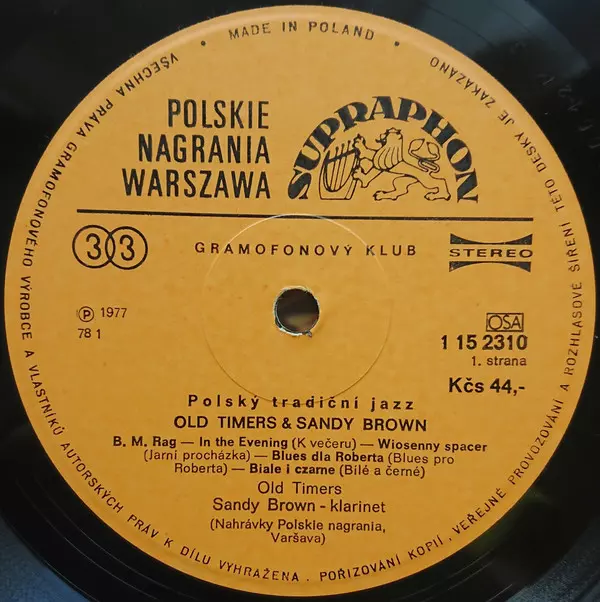 • MADE IN POLAND •
VŠECHNA PRÁVA GRAMOFONOVÉHO VÝROBCE A VLASTNÍKŮ AUTORSKÝCH PRÁV K DÍLU VYHRAŽENA. POŘIZOVÁNÍ KOPIÍ, VEŘEJNÉ PROVOZOVÁNÍ A ROZHLASOVÉ ŠÍŘENÍ TÉTO DESKY JE ZAKÁZÁNO
POLSKIE
NAGRANIA
WARSZAWA
SUPRAPHON
33
GRAMOFONOVÝ KLUB
STEREO
Ⓟ 1977
78 1
OSA
1 15 2310
1. strana
Kčs 44,-
Polský tradiční jazz
OLD TIMERS & SANDY BROWN
B. M. Rag — In the Evening (K večeru) — Wiosenny spacer
(Jarní procházka) — Blues dla Roberta (Blues pro
Roberta) — Biale i czarne (Bílé a černé)
Old Timers
Sandy Brown - klarinet
(Nahrávky Polskie nagrania,
Varšava)